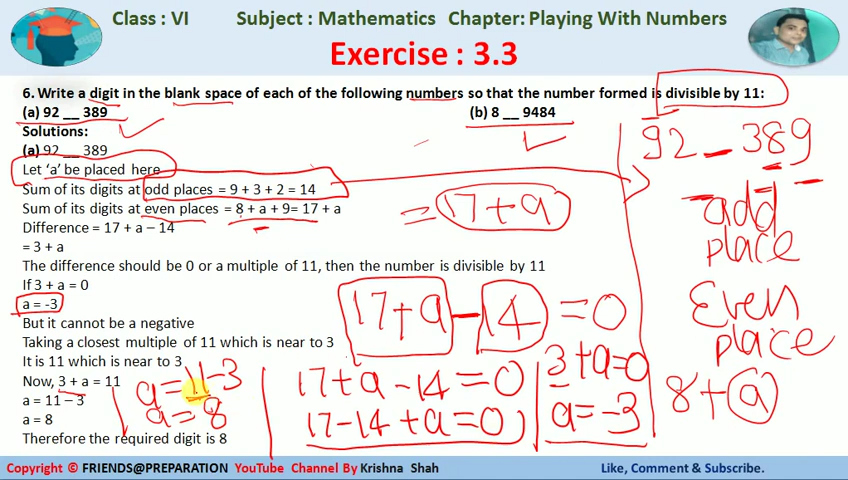 Class : VI Subject : Mathematics Chapter: Playing With Numbers
Exercise : 3.3
6. Write a digit in the blank space of each of the following numbers so that the number formed is divisible by 11:
(a) 92 __ 389 (b) 8 __ 9484
Solutions:
(a) 92 __ 389
92 _ 389
Let 'a' be placed here
Sum of its digits at odd places = 9 + 3 + 2 = 14
Sum of its digits at even places = 8 + a + 9= 17 + a
= 17 + a
add
place
Difference = 17 + a – 14
= 3 + a
The difference should be 0 or a multiple of 11, then the number is divisible by 11
If 3 + a = 0
a = -3
17+a - 14 = 0
Even
place
But it cannot be a negative
Taking a closest multiple of 11 which is near to 3
It is 11 which is near to 3
Now, 3 + a = 11
a = 11 – 3
a = 8
a = 11-3
a = 8
17+a -14 = 0
17-14 +a = 0
3+a=0
a = -3
8+a
Therefore the required digit is 8
Copyright © FRIENDS@PREPARATION YouTube Channel By Krishna Shah Like, Comment & Subscribe.